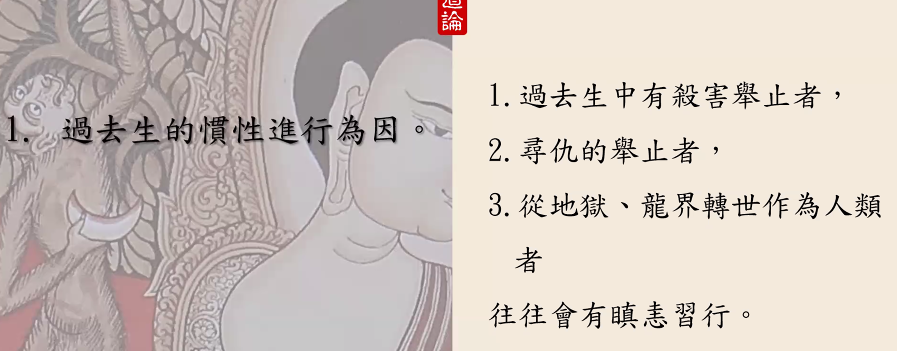 論
1. 過去生的慣性進行為因。
1.過去生中有殺害舉止者，
2.尋仇的舉止者，
3.從地獄、龍界轉世作為人類
者
往往會有瞋恚習行。